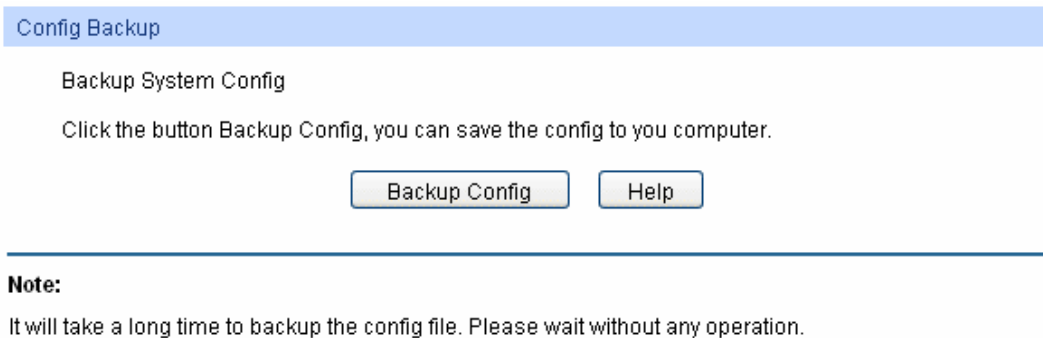 Config Backup
Backup System Config
Click the button Backup Config, you can save the config to you computer.
Backup Config Help
Note:
It will take a long time to backup the config file. Please wait without any operation.